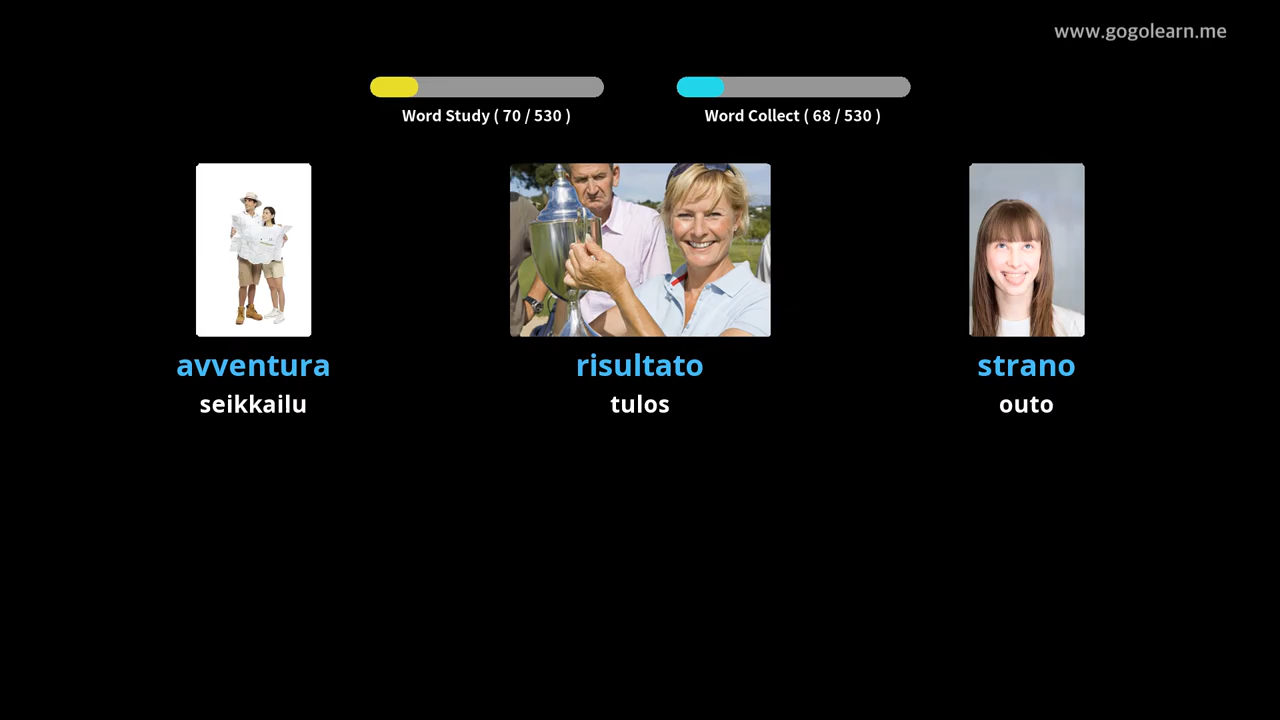 www.gogolearn.me
Word Study ( 70 / 530 )
Word Collect ( 68 / 530 )
avventura
risultato
strano
seikkailu
tulos
outo